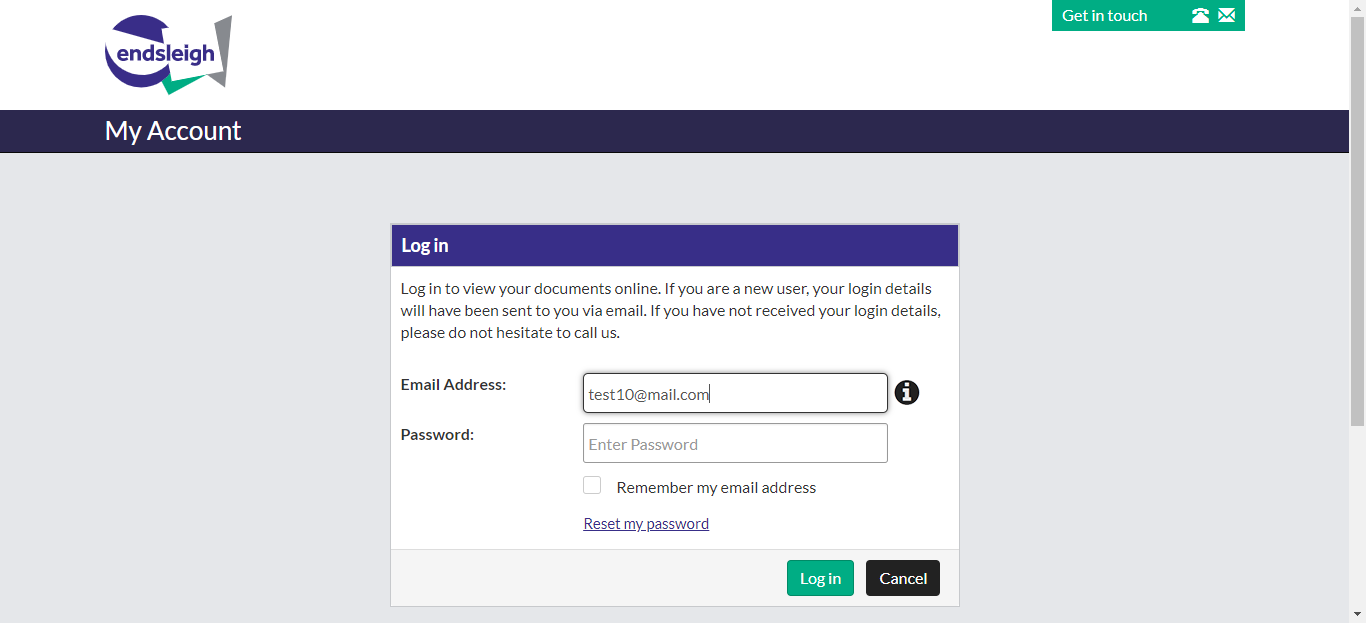 endsleigh
Get in touch
My Account
Log in
Log in to view your documents online. If you are a new user, your login details
will have been sent to you via email. If you have not received your login details,
please do not hesitate to call us.
Email Address:
test10@mail.com
Password:
Enter Password
Remember my email address
Reset my password
Log in
Cancel